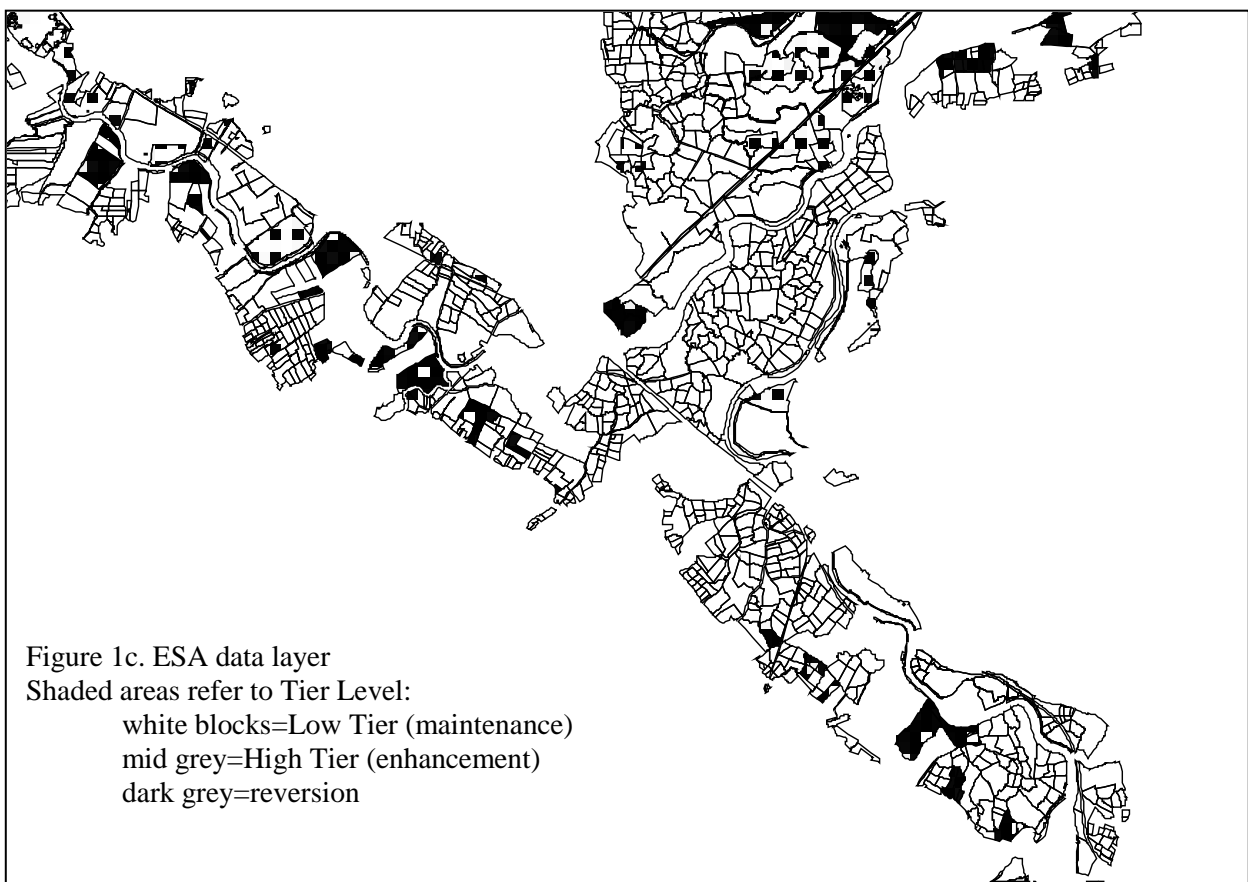 Figure 1c. ESA data layer
Shaded areas refer to Tier Level:
white blocks=Low Tier (maintenance)
mid grey=High Tier (enhancement)
dark grey=reversion